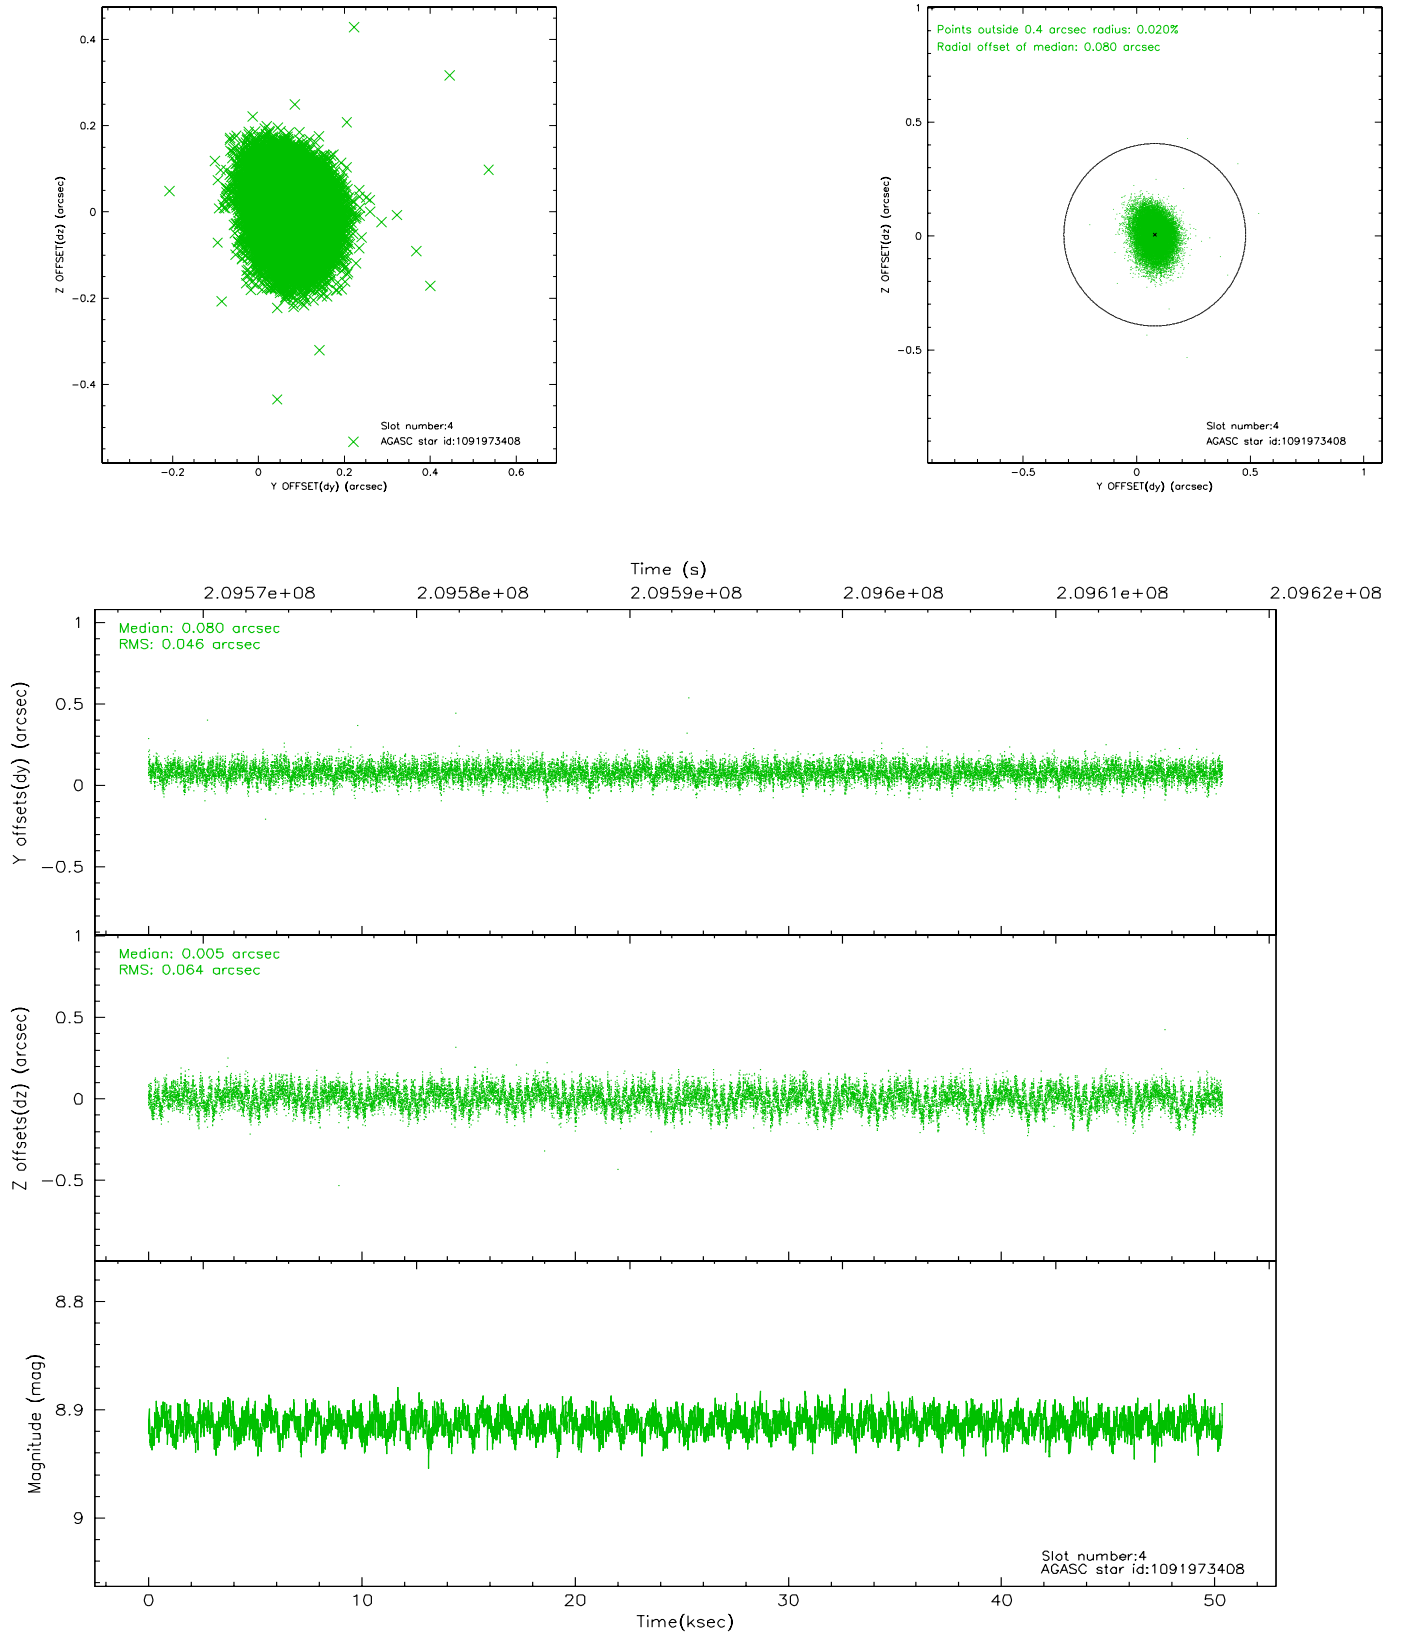 0.4
0.2
0
−0.2
−0.4
Z OFFSET(dz) (arcsec)
Slot number:4
AGASC star id:1091973408
−0.2
0
0.2
0.4
0.6
Y OFFSET(dy) (arcsec)
Points outside 0.4 arcsec radius: 0.020%
Radial offset of median: 0.080 arcsec
1
0.5
0
−0.5
Z OFFSET(dz) (arcsec)
Slot number:4
AGASC star id:1091973408
−0.5
0
0.5
1
Y OFFSET(dy) (arcsec)
Time (s)
2.0957e+08
2.0958e+08
2.0959e+08
2.096e+08
2.0961e+08
2.0962e+08
Median: 0.080 arcsec
RMS: 0.046 arcsec
1
0.5
0
−0.5
Y offsets(dy) (arcsec)
Median: 0.005 arcsec
RMS: 0.064 arcsec
1
0.5
0
−0.5
Z offsets(dz) (arcsec)
8.8
8.9
9
Magnitude (mag)
Slot number:4
AGASC star id:1091973408
0
10
20
30
40
50
Time(ksec)